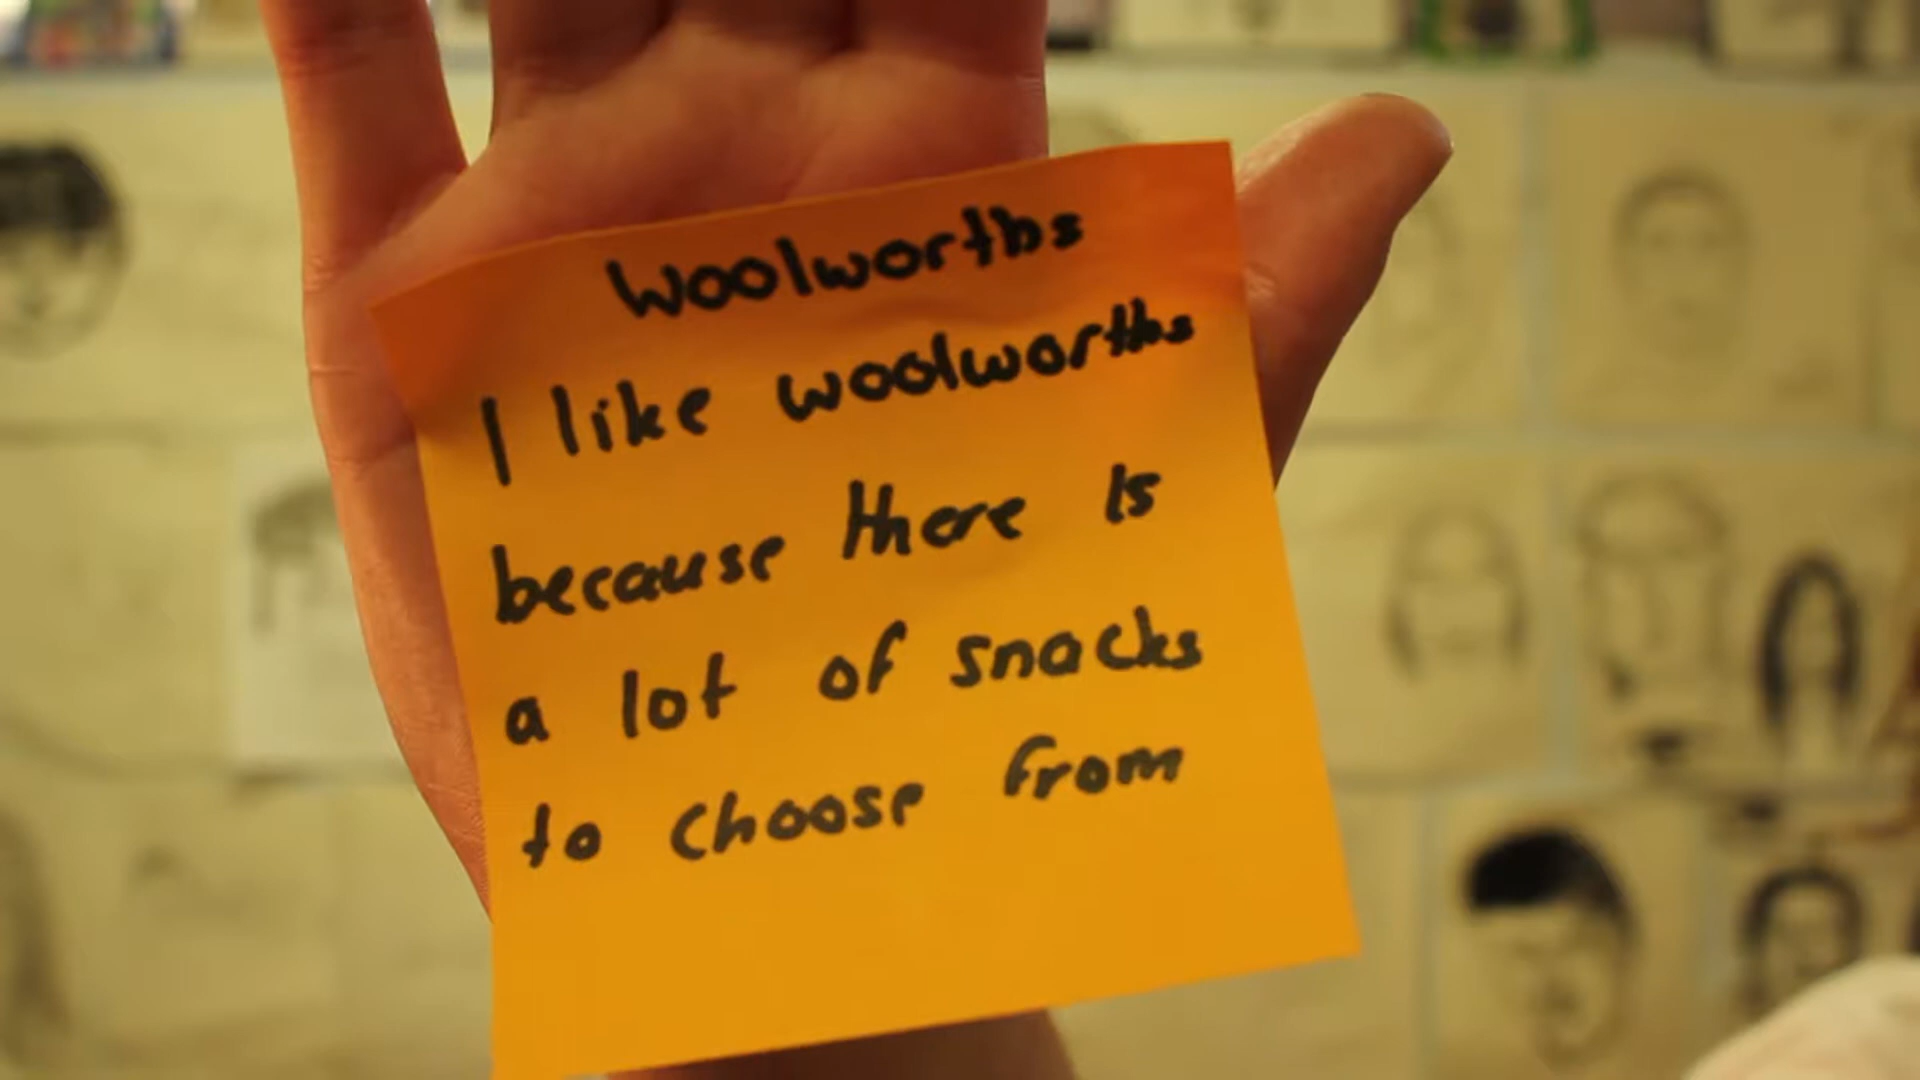 Woolworths
I like woolworths
because there is
a lot of snacks
to choose from